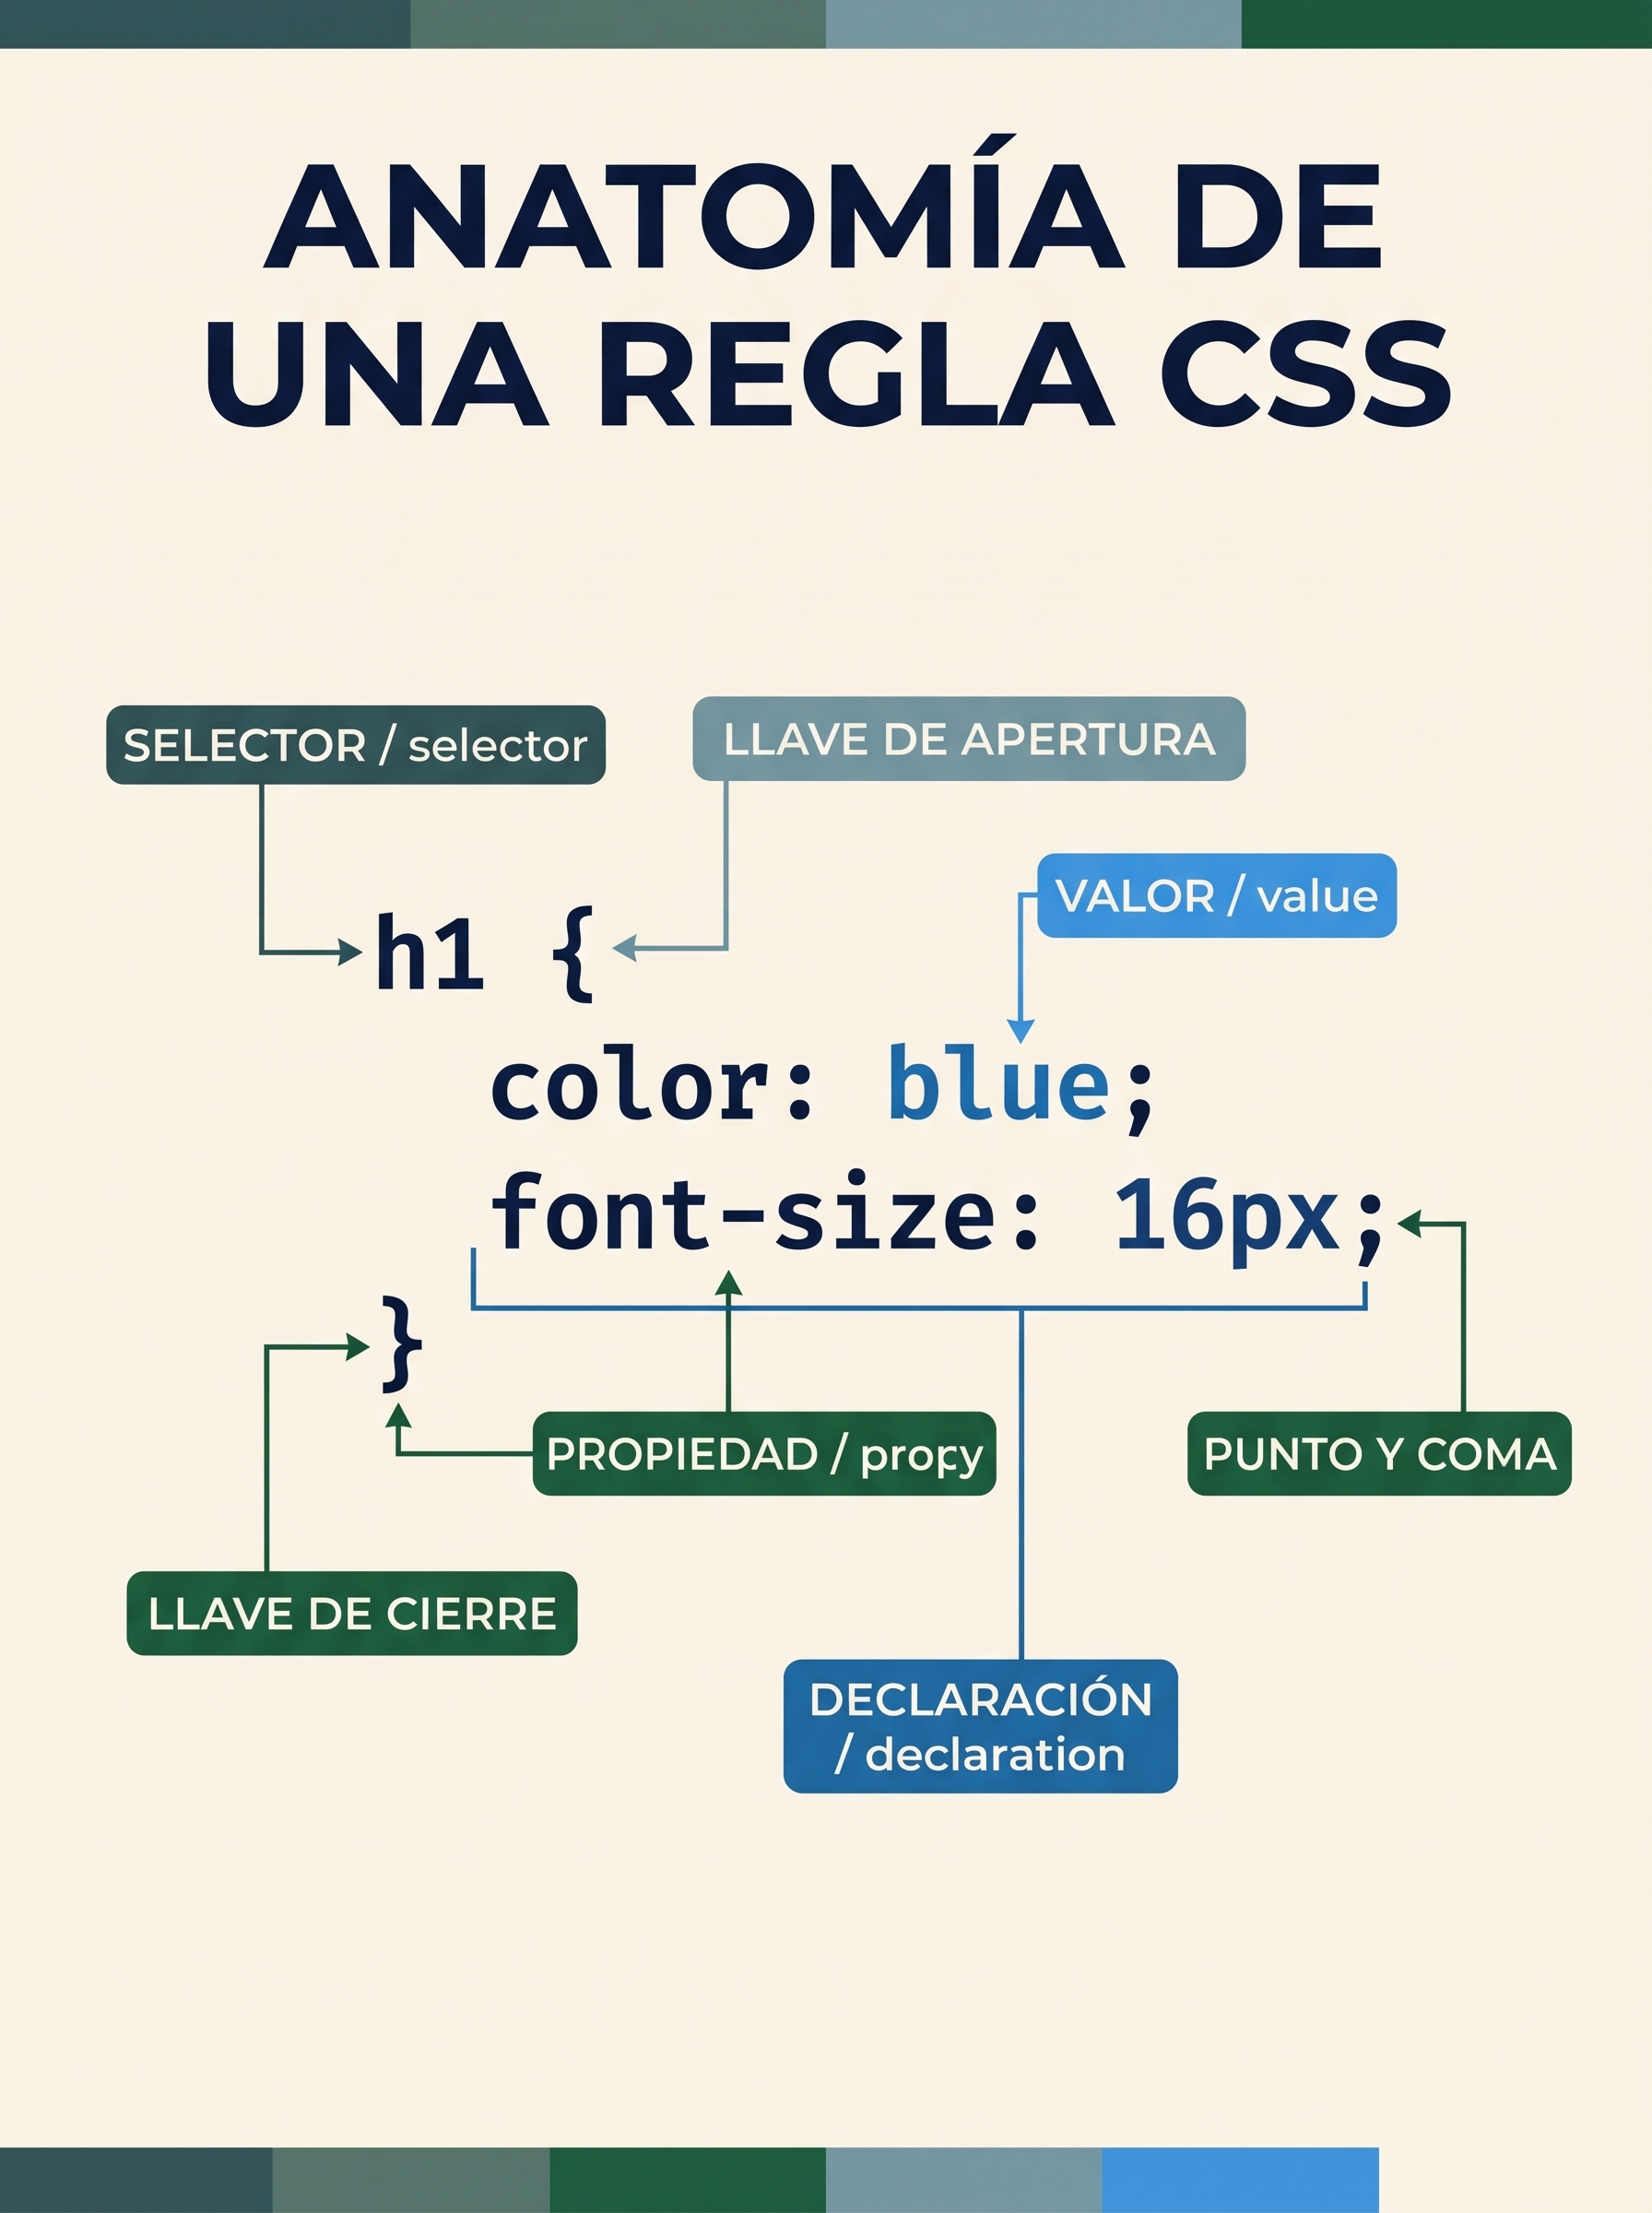 ANATOMÍA DE
UNA REGLA CSS
SELECTOR / selector
LLAVE DE APERTURA
VALOR / value
h1 {
color: blue;
font-size: 16px;
}
PROPIEDAD / propy
PUNTO Y COMA
LLAVE DE CIERRE
DECLARACIÓN
/ declaration